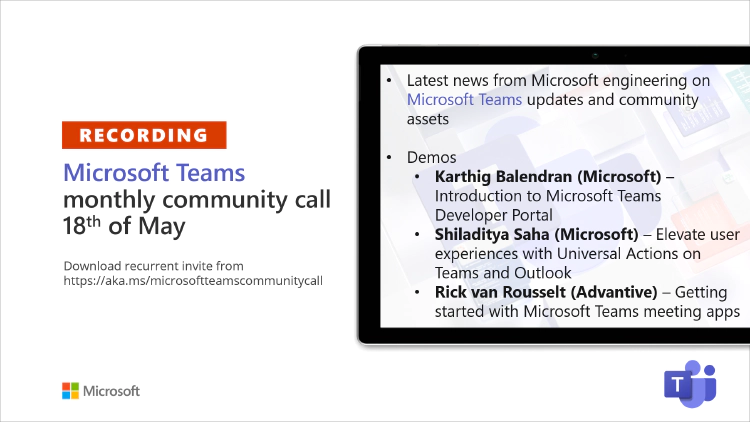 RECORDING
Microsoft Teams
monthly community call
18th of May
Download recurrent invite from
https://aka.ms/microsoftteamscommunitycall
Microsoft
• Latest news from Microsoft engineering on
Microsoft Teams updates and community
assets
• Demos
• Karthig Balendran (Microsoft) –
Introduction to Microsoft Teams
Developer Portal
• Shiladitya Saha (Microsoft) – Elevate user
experiences with Universal Actions on
Teams and Outlook
• Rick van Rousselt (Advantive) – Getting
started with Microsoft Teams meeting apps
T